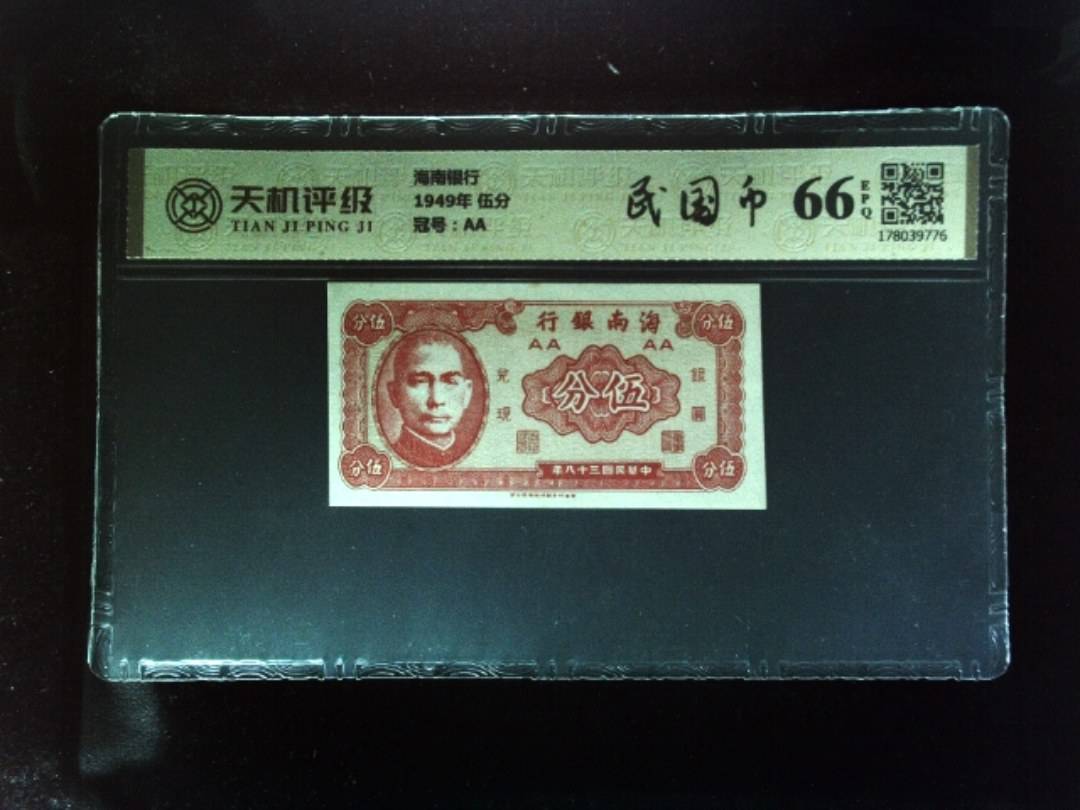 天机评级
TIAN JI PING JI
海南银行
1949年 伍分
冠号：AA
民国币
66
EPQ
178039776
行銀南海
分伍
分伍
AA
AA
兌現
銀圓
分伍
年八十三國民華中
分伍
分伍